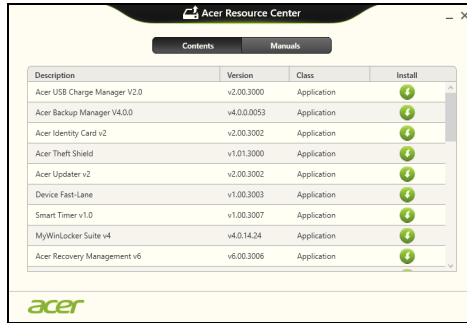 Acer Resource Center
Contents Manuals
Description Version Class Install
Acer USB Charge Manager V2.0 v2.00.3000 Application
Acer Backup Manager V4.0.0 v4.0.0.0053 Application
Acer Identity Card v2 v2.00.3002 Application
Acer Theft Shield v1.01.3000 Application
Acer Updater v2 v2.00.3002 Application
Device Fast-Lane v1.00.3003 Application
Smart Timer v1.0 v1.00.3007 Application
MyWinLocker Suite v4 v4.0.14.24 Application
Acer Recovery Management v6 v6.00.3006 Application
acer